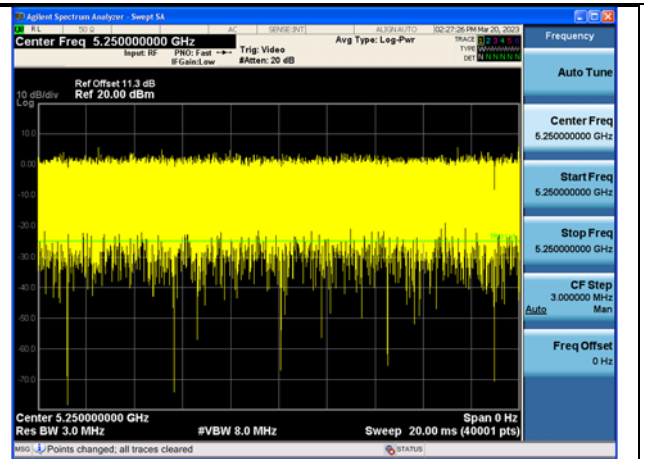 Agilent Spectrum Analyzer - Swept SA
RL 50 Ω AC SENSE:INT ALIGN AUTO 02:27:26 PM Mar 20, 2023
Center Freq 5.250000000 GHz
Input: RF PNO: Fast Trig: Video Avg Type: Log-Pwr TRACE 1 2 3 4 5 6
IFGain:Low #Atten: 20 dB TYPE
DET N N N N N N
Ref Offset 11.3 dB
10 dB/div Ref 20.00 dBm
Log
10.0
0.00
-10.0
-20.0
-30.0
-40.0
-50.0
-60.0
-70.0
Center 5.250000000 GHz Span 0 Hz
Res BW 3.0 MHz #VBW 8.0 MHz Sweep 20.00 ms (40001 pts)
MSG Points changed; all traces cleared STATUS
Frequency
Auto Tune
Center Freq
5.250000000 GHz
Start Freq
5.250000000 GHz
Stop Freq
5.250000000 GHz
CF Step
3.000000 MHz
Auto Man
Freq Offset
0 Hz